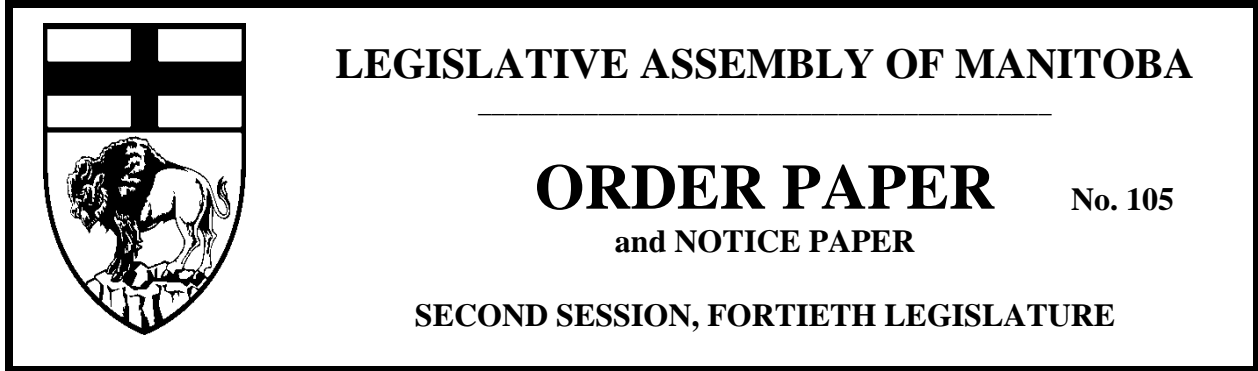 LEGISLATIVE ASSEMBLY OF MANITOBA
ORDER PAPER No. 105
and NOTICE PAPER
SECOND SESSION, FORTIETH LEGISLATURE